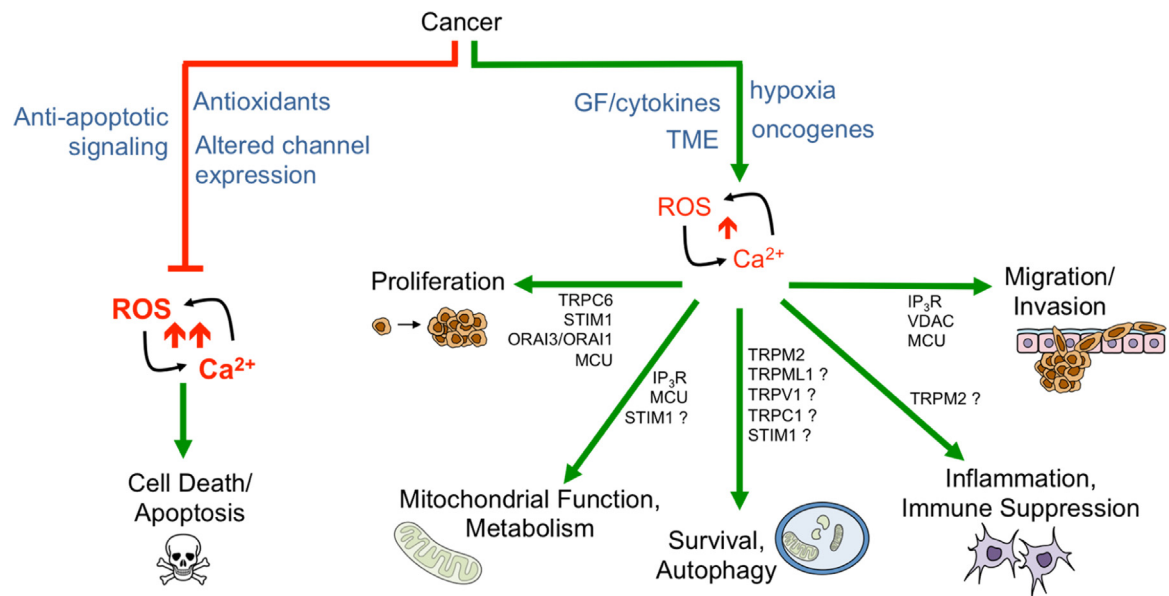 Cancer
Anti-apoptotic
signaling
Antioxidants
Altered channel
expression
GF/cytokines
TME
hypoxia
oncogenes
ROS
Ca²⁺
Cell Death/
Apoptosis
ROS
Ca²⁺
Proliferation
TRPC6
STIM1
ORAI3/ORAI1
MCU
IP₃R
MCU
STIM1 ?
Mitochondrial Function,
Metabolism
TRPM2
TRPML1 ?
TRPV1 ?
TRPC1 ?
STIM1 ?
Survival,
Autophagy
TRPM2 ?
Inflammation,
Immune Suppression
IP₃R
VDAC
MCU
Migration/
Invasion